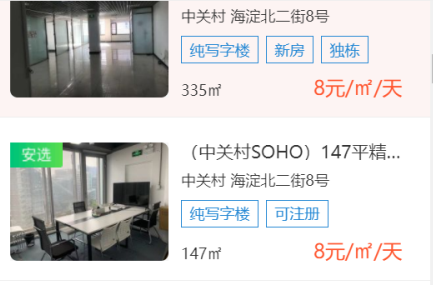 中关村 海淀北二街8号
纯写字楼 新房 独栋
335㎡ 8元/㎡/天
安选
（中关村SOHO）147平精...
中关村 海淀北二街8号
纯写字楼 可注册
147㎡ 8元/㎡/天